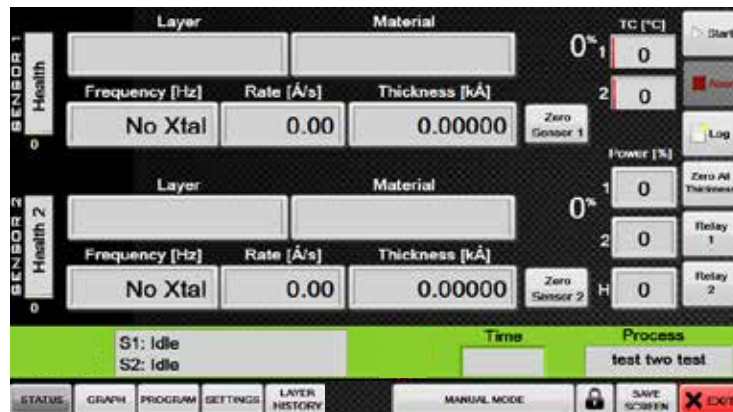 SENSOR 1
Health
0
Layer
Material
Frequency [Hz]
Rate [Å/s]
Thickness [kÅ]
No Xtal
0.00
0.00000
Zero
Sensor 1
0%
TC [°C]
1
0
2
0
Start
Abort
Log
SENSOR 2
Health 2
0
Layer
Material
Frequency [Hz]
Rate [Å/s]
Thickness [kÅ]
No Xtal
0.00
0.00000
Zero
Sensor 2
0%
Power [%]
1
0
2
0
H
0
Zero All
Thickness
Relay
1
Relay
2
S1: Idle
S2: Idle
Time
Process
test two test
STATUS
GRAPH
PROGRAM
SETTINGS
LAYER
HISTORY
MANUAL MODE
SAVE
SCREEN
EXIT